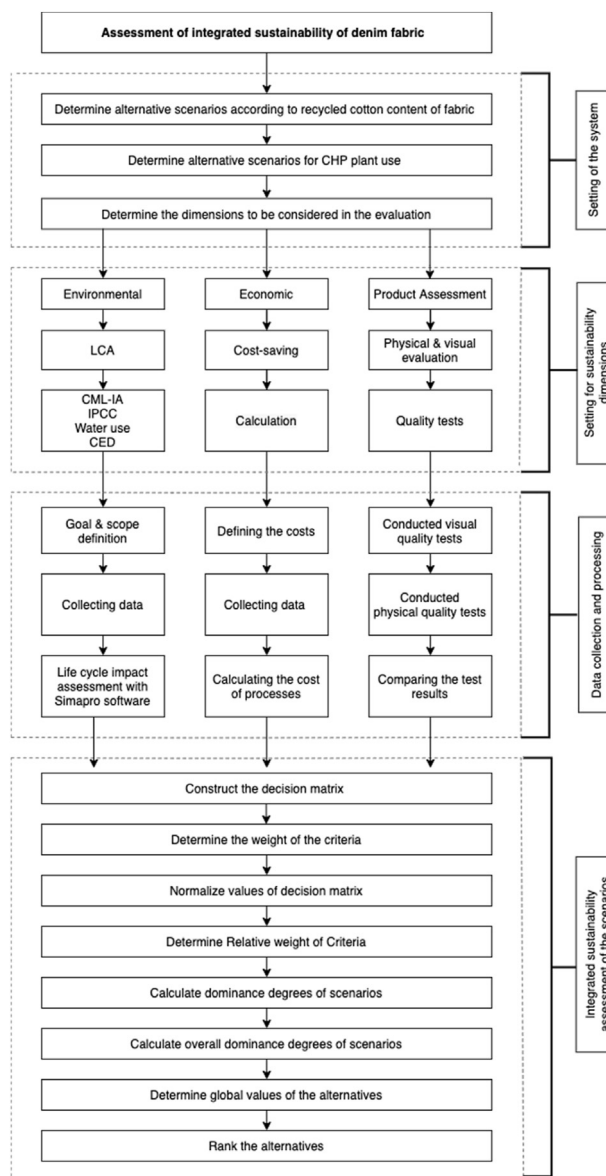 Assessment of integrated sustainability of denim fabric
Determine alternative scenarios according to recycled cotton content of fabric
Determine alternative scenarios for CHP plant use
Determine the dimensions to be considered in the evaluation
Setting of the system
Environmental
Economic
Product Assessment
LCA
Cost-saving
Physical & visual
evaluation
CML-IA
IPCC
Water use
CED
Calculation
Quality tests
Setting for sustainability
dimensions
Goal & scope
definition
Defining the costs
Conducted visual
quality tests
Collecting data
Collecting data
Conducted
physical quality tests
Life cycle impact
assessment with
Simapro software
Calculating the cost
of processes
Comparing the test
results
Data collection and processing
Construct the decision matrix
Determine the weight of the criteria
Normalize values of decision matrix
Determine Relative weight of Criteria
Calculate dominance degrees of scenarios
Calculate overall dominance degrees of scenarios
Determine global values of the alternatives
Rank the alternatives
Integrated sustainability
assessment of the scenarios